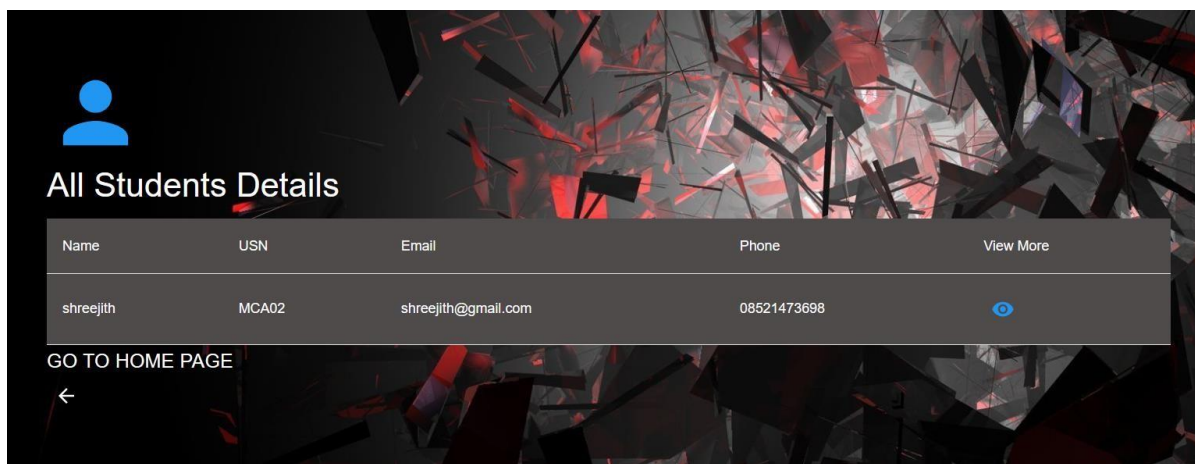 All Students Details
Name USN Email Phone View More
shreejith MCA02 shreejith@gmail.com 08521473698
GO TO HOME PAGE